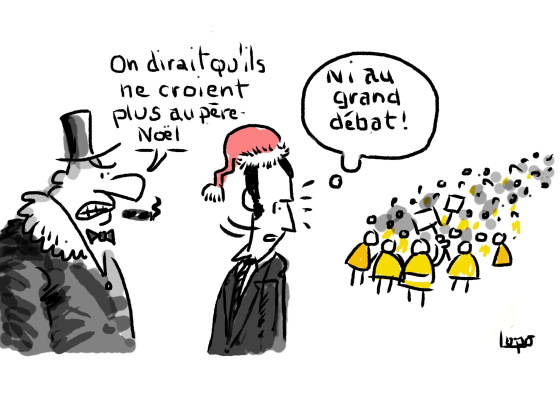 On dirait qu'ils
ne croient
plus au père-
Noël
Ni au
grand
débat!
Lupo